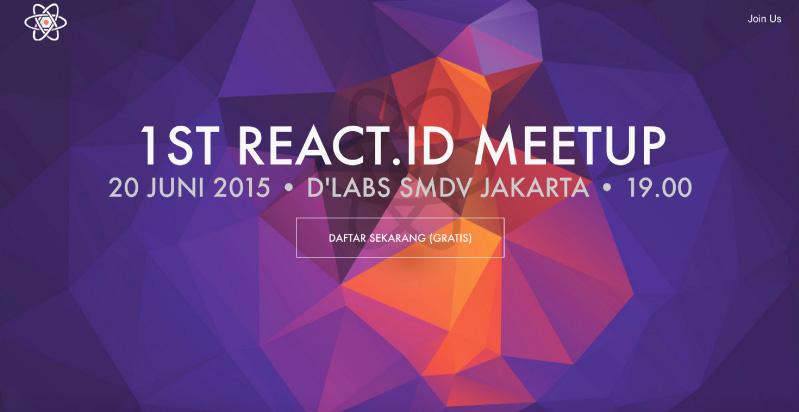 Join Us
1ST REACT.ID MEETUP
20 JUNI 2015 • D'LABS SMDV JAKARTA • 19.00
DAFTAR SEKARANG (GRATIS)